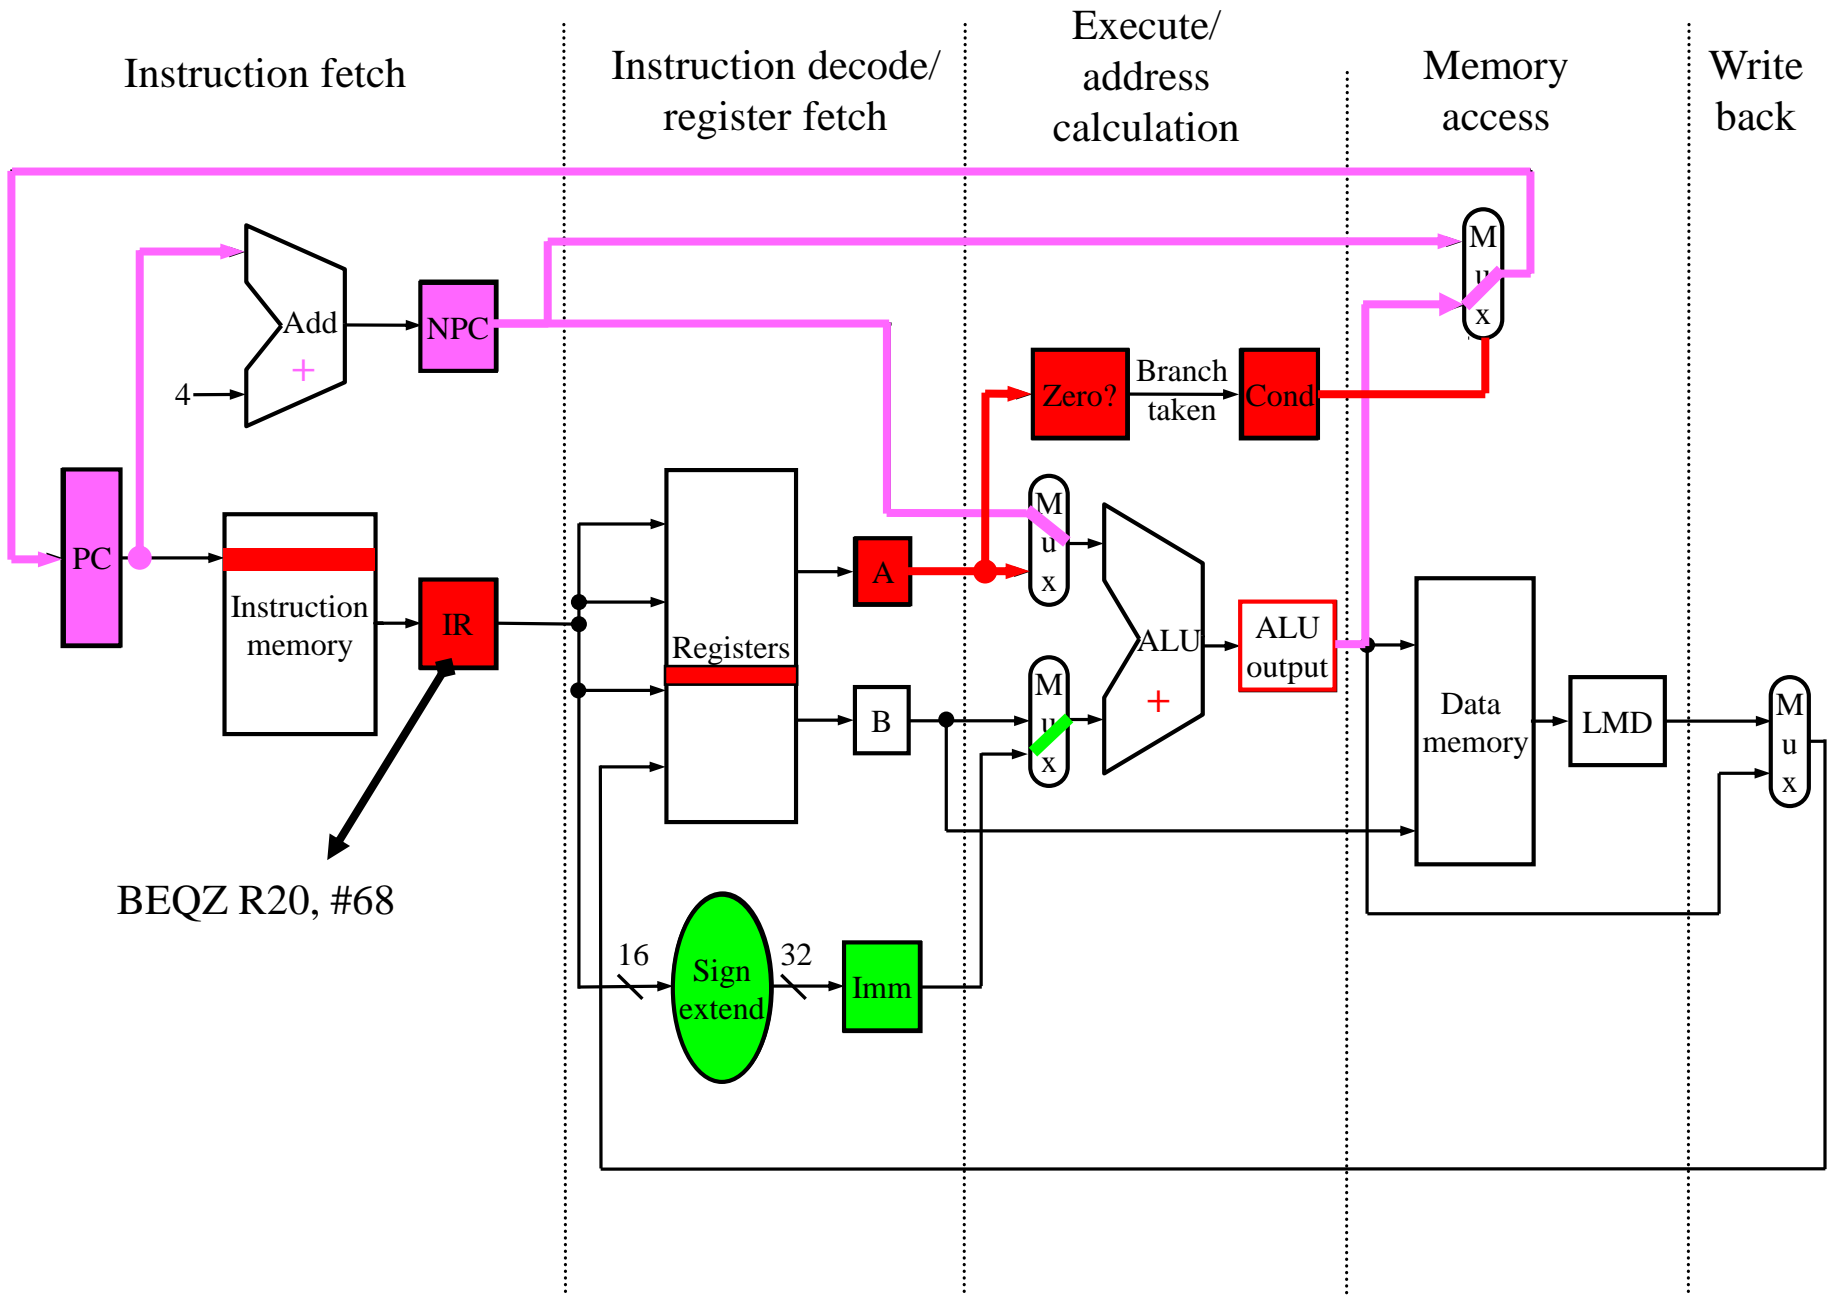 Instruction fetch
Instruction decode/
register fetch
Execute/
address
calculation
Memory
access
Write
back
Add
+
4
NPC
PC
Instruction
memory
IR
BEQZ R20, #68
Registers
A
B
16
Sign
extend
32
Imm
Zero?
Branch
taken
Cond
M
u
x
M
u
x
ALU
+
ALU
output
M
u
x
Data
memory
LMD
M
u
x